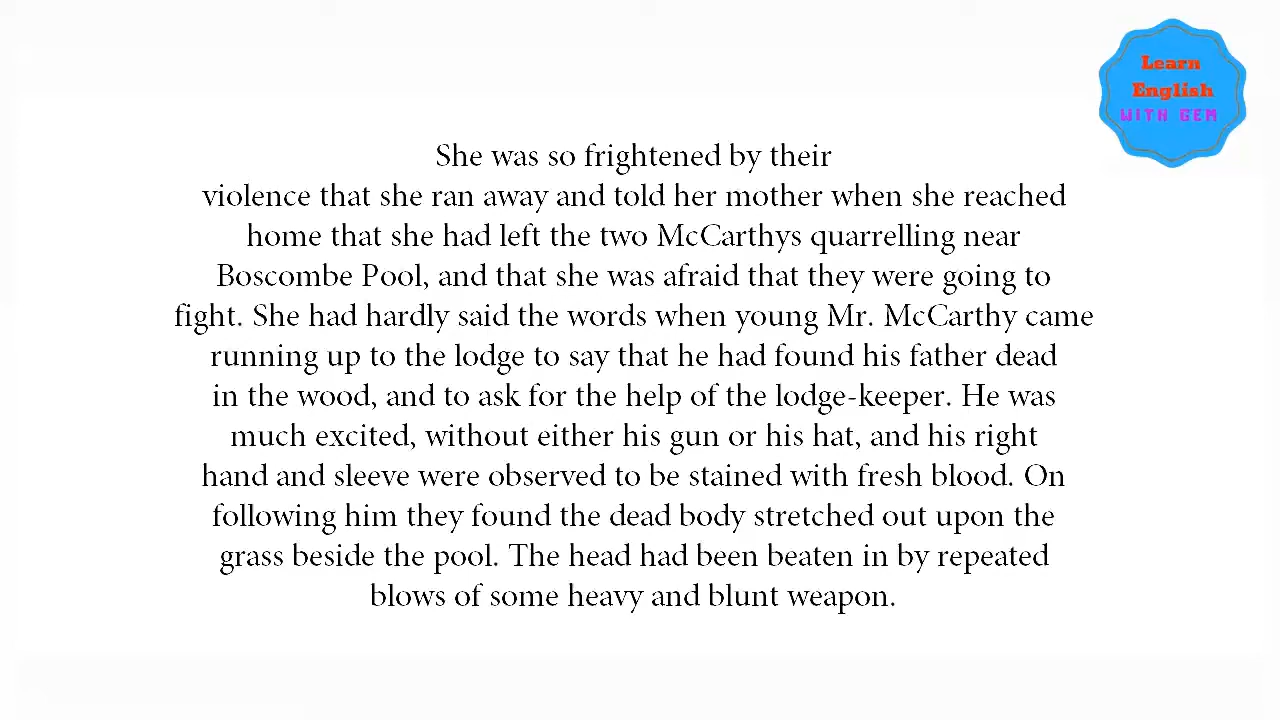 Learn
English
WITH GEM
She was so frightened by their
violence that she ran away and told her mother when she reached
home that she had left the two McCarthys quarrelling near
Boscombe Pool, and that she was afraid that they were going to
fight. She had hardly said the words when young Mr. McCarthy came
running up to the lodge to say that he had found his father dead
in the wood, and to ask for the help of the lodge-keeper. He was
much excited, without either his gun or his hat, and his right
hand and sleeve were observed to be stained with fresh blood. On
following him they found the dead body stretched out upon the
grass beside the pool. The head had been beaten in by repeated
blows of some heavy and blunt weapon.